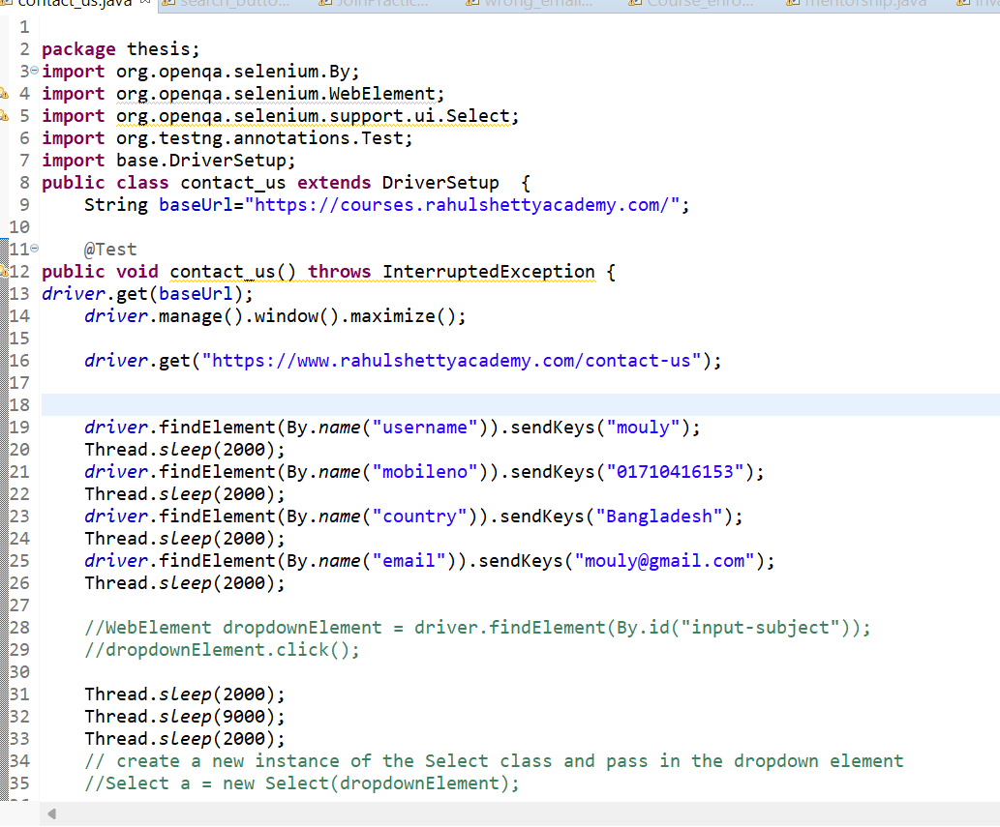 contact_us.java search_butto... JoinPractic... wrong_email... Course_enro... mentorship.java
1
2 package thesis;
3 import org.openqa.selenium.By;
4 import org.openqa.selenium.WebElement;
5 import org.openqa.selenium.support.ui.Select;
6 import org.testng.annotations.Test;
7 import base.DriverSetup;
8 public class contact_us extends DriverSetup  {
9     String baseUrl="https://courses.rahulshettyacademy.com/";
10
11     @Test
12 public void contact_us() throws InterruptedException {
13 driver.get(baseUrl);
14     driver.manage().window().maximize();
15
16     driver.get("https://www.rahulshettyacademy.com/contact-us");
17
18
19     driver.findElement(By.name("username")).sendKeys("mouly");
20     Thread.sleep(2000);
21     driver.findElement(By.name("mobileno")).sendKeys("01710416153");
22     Thread.sleep(2000);
23     driver.findElement(By.name("country")).sendKeys("Bangladesh");
24     Thread.sleep(2000);
25     driver.findElement(By.name("email")).sendKeys("mouly@gmail.com");
26     Thread.sleep(2000);
27
28     //WebElement dropdownElement = driver.findElement(By.id("input-subject"));
29     //dropdownElement.click();
30
31     Thread.sleep(2000);
32     Thread.sleep(9000);
33     Thread.sleep(2000);
34     // create a new instance of the Select class and pass in the dropdown element
35     //Select a = new Select(dropdownElement);